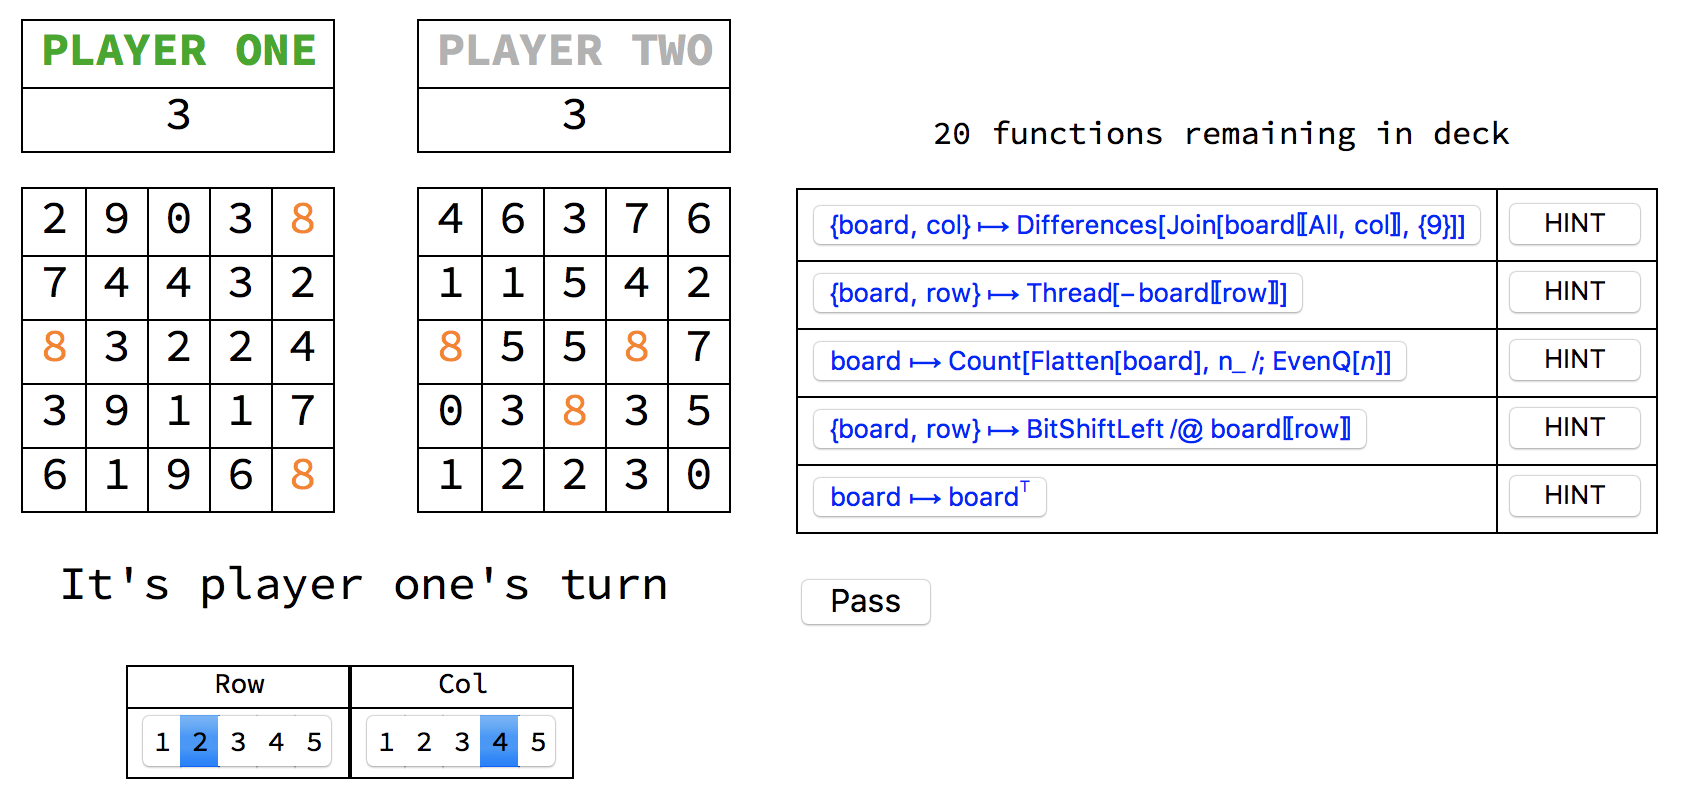 PLAYER ONE
3
PLAYER TWO
3
2 9 0 3 8
7 4 4 3 2
8 3 2 2 4
3 9 1 1 7
6 1 9 6 8
4 6 3 7 6
1 1 5 4 2
8 5 5 8 7
0 3 8 3 5
1 2 2 3 0
It's player one's turn
Row Col
1 2 3 4 5 1 2 3 4 5
20 functions remaining in deck
{board, col} ↦ Differences[Join[board⟦All, col⟧, {9}]] HINT
{board, row} ↦ Thread[-board⟦row⟧] HINT
board ↦ Count[Flatten[board], n_ /; EvenQ[n]] HINT
{board, row} ↦ BitShiftLeft /@ board⟦row⟧ HINT
board ↦ boardᵀ HINT
Pass